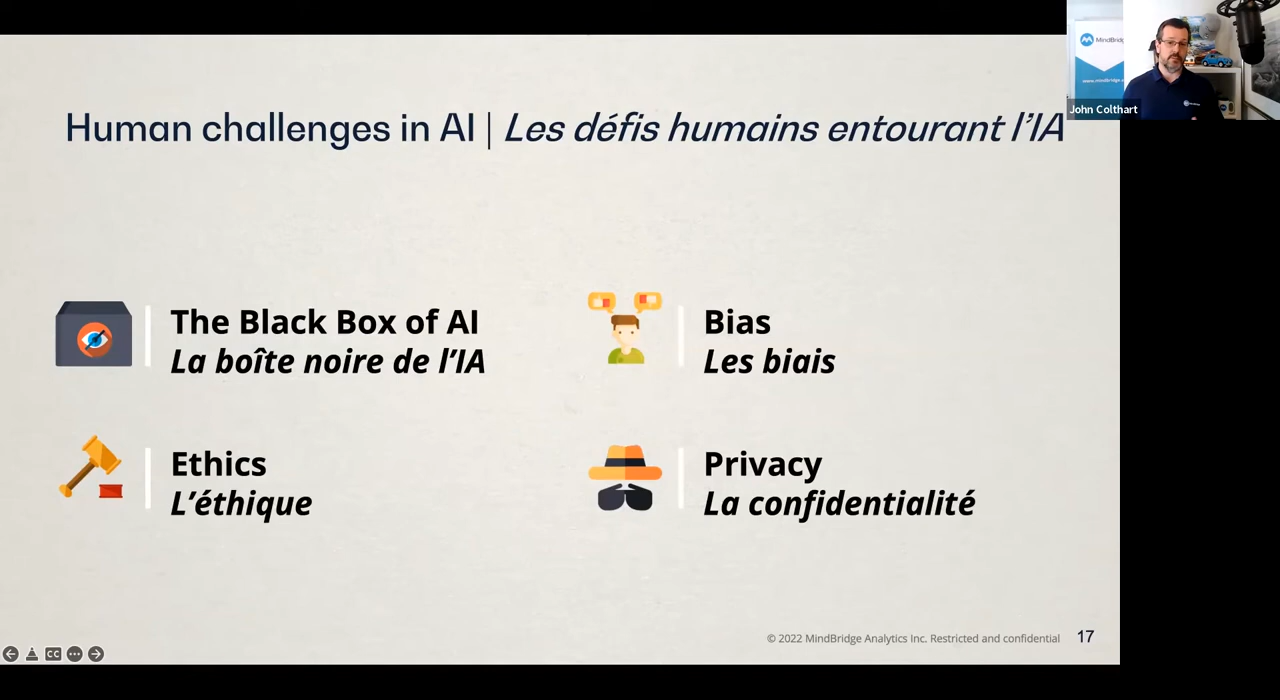 Human challenges in AI | Les défis humains entourant l’IA
The Black Box of AI
La boîte noire de l’IA
Bias
Les biais
Ethics
L’éthique
Privacy
La confidentialité
© 2022 MindBridge Analytics Inc. Restricted and confidential
17
CC
MindBridge
John Colthart